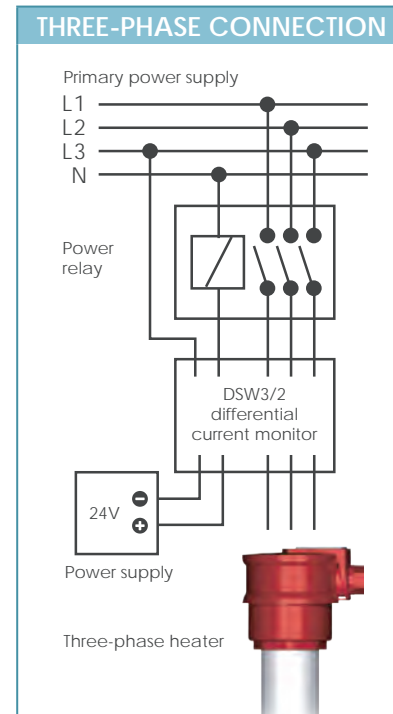 THREE-PHASE CONNECTION
Primary power supply
L1
L2
L3
N
Power
relay
DSW3/2
differential
current monitor
24V
Power supply
Three-phase heater